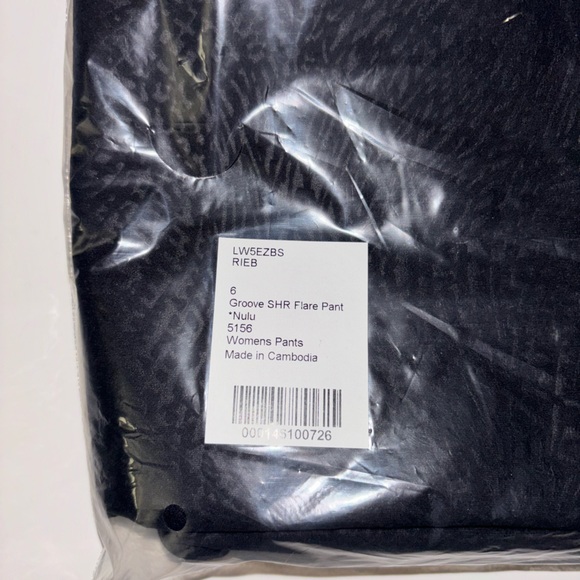 LW5EZBS
RIEB
6
Groove SHR Flare Pant
*Nulu
5156
Womens Pants
Made in Cambodia